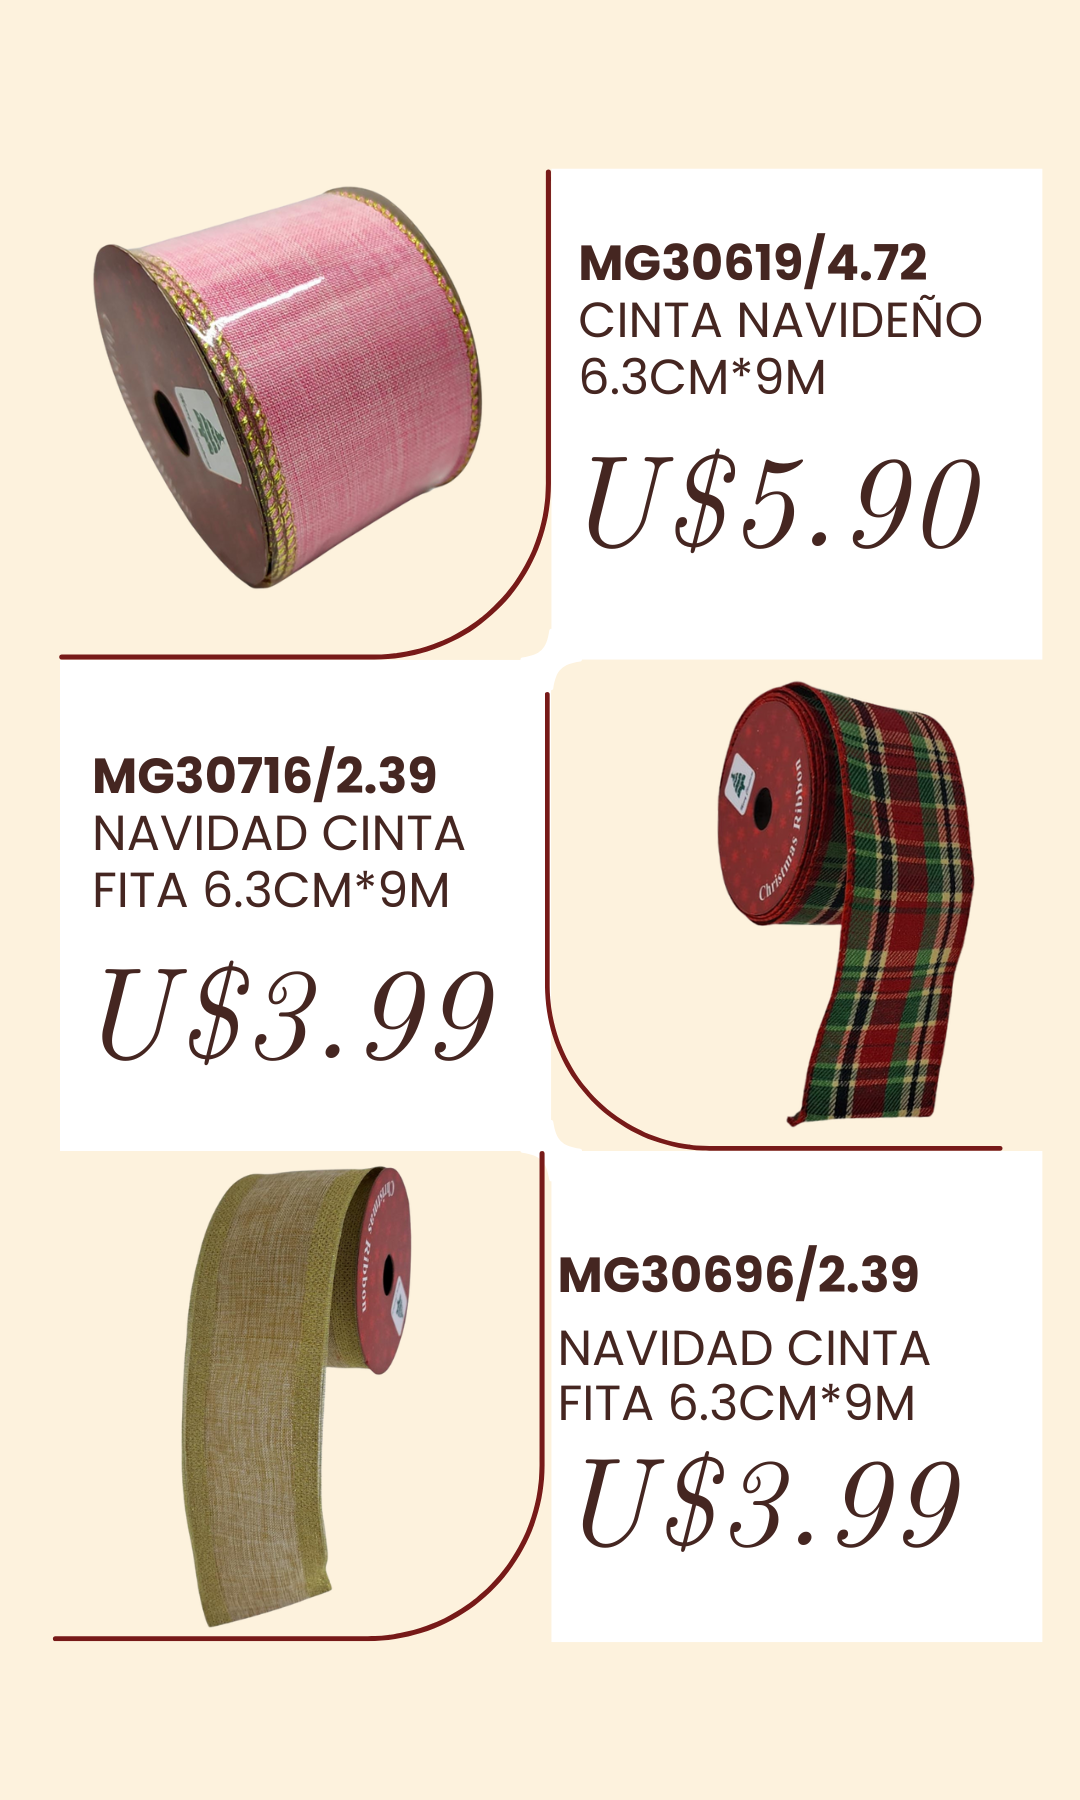 MG30619/4.72
CINTA NAVIDEÑO
6.3CM*9M
U$5.90
MG30716/2.39
NAVIDAD CINTA
FITA 6.3CM*9M
U$3.99
Christmas Ribbon
Christmas Ribbon
MG30696/2.39
NAVIDAD CINTA
FITA 6.3CM*9M
U$3.99